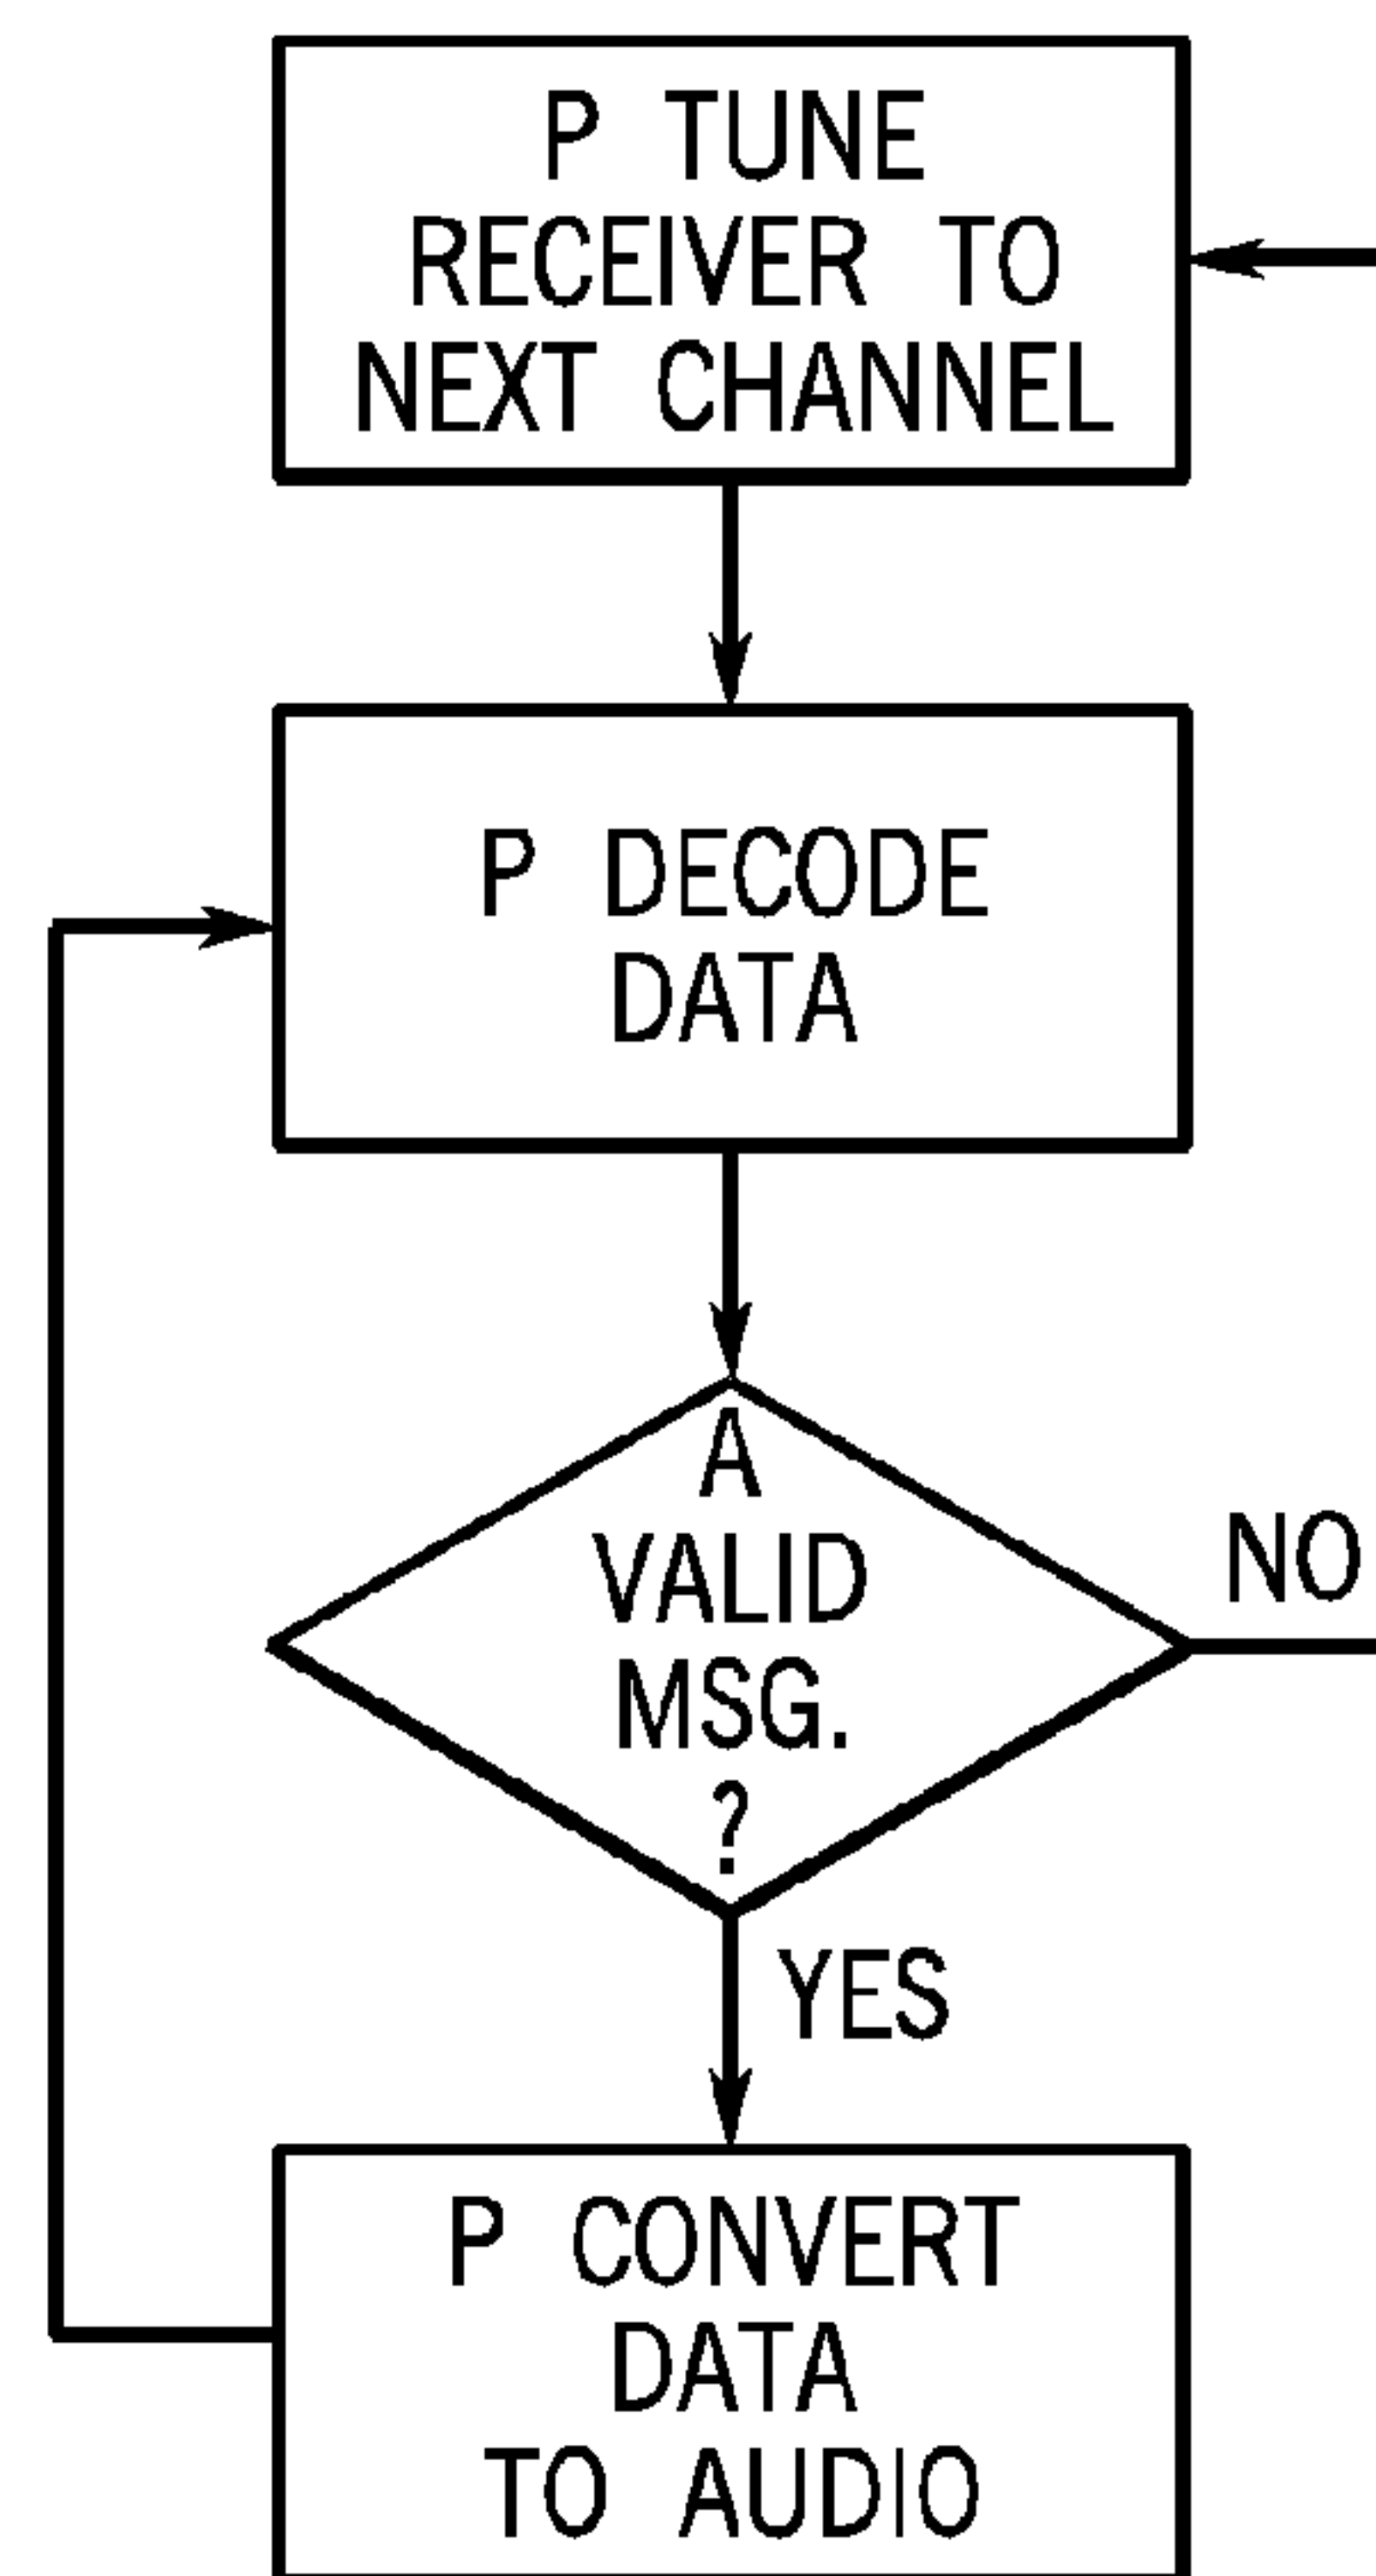 P TUNE
RECEIVER TO
NEXT CHANNEL
P DECODE
DATA
A
VALID
MSG.
?
NO
YES
P CONVERT
DATA
TO AUDIO